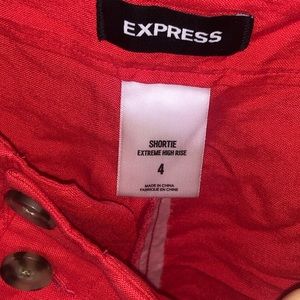 EXPRESS
SHORTIE
EXTREME HIGH RISE
4
MADE IN CHINA
FABRIQUÉ EN CHINE